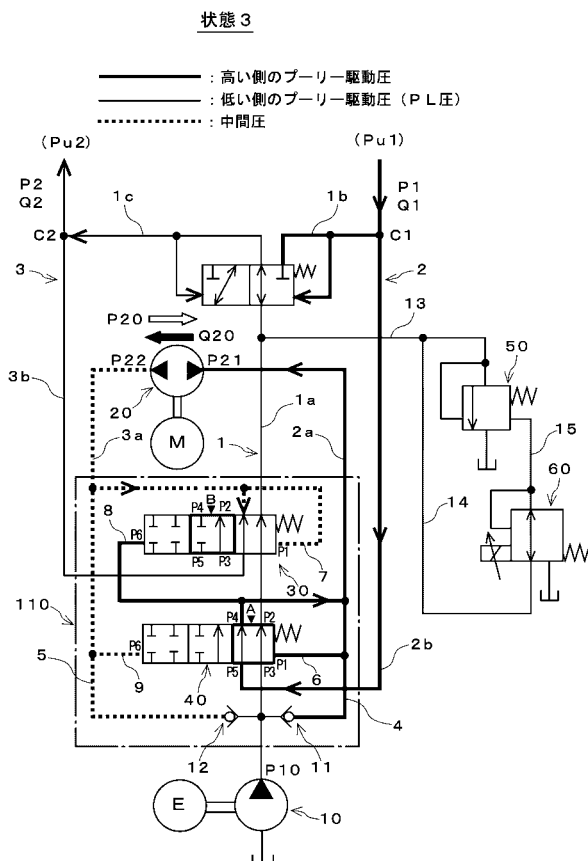 状態３
：高い側のプーリー駆動圧
：低い側のプーリー駆動圧（ＰＬ圧）
：中間圧
(Pu2)
(Pu1)
P2
Q2
1c
1b
P1
Q1
C2
C1
3
2
P20
Q20
13
P22
P21
50
3b
20
1a
15
M
1
2a
60
3a
14
8
P4
B
P2
P6
P5
P3
P1
7
30
110
P4
A
P2
P6
P1
P5
P3
2b
5
9
40
6
4
12
11
P10
E
10